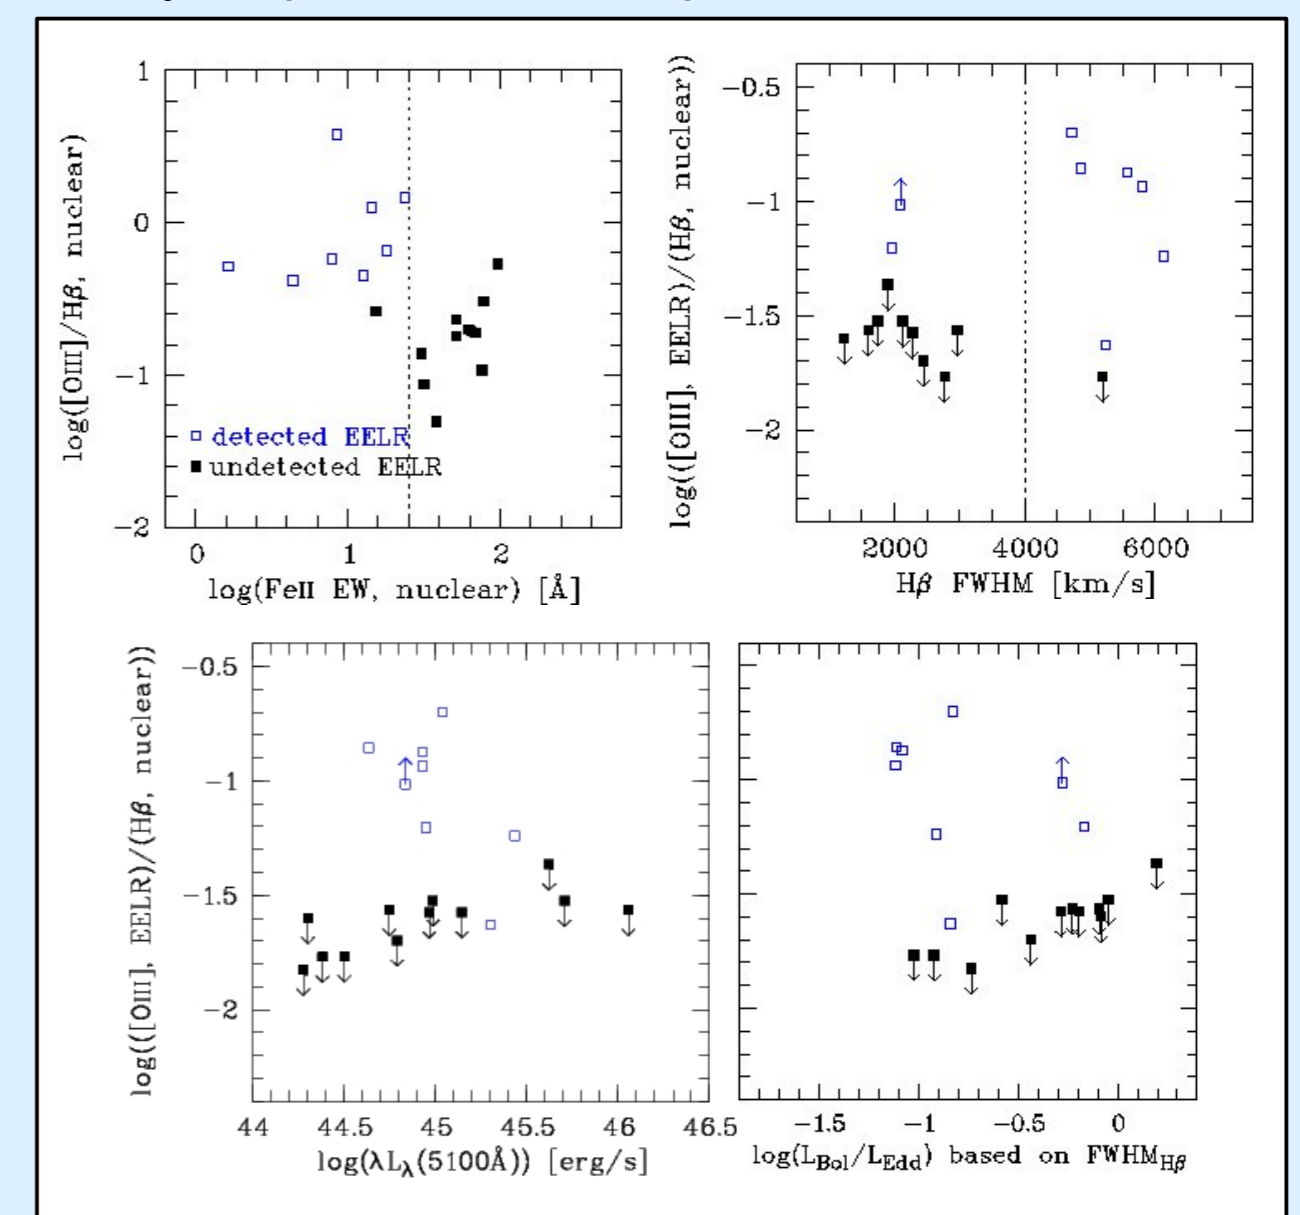 1
0
−1
−2
log([OIII]/Hβ, nuclear)
detected EELR
undetected EELR
0 1 2
log(FeII EW, nuclear) [Å]
−0.5
−1
−1.5
−2
log(([OIII], EELR)/(Hβ, nuclear))
2000 4000 6000
Hβ FWHM [km/s]
−0.5
−1
−1.5
−2
log(([OIII], EELR)/(Hβ, nuclear))
44 44.5 45 45.5 46 46.5
log(λLλ(5100Å)) [erg/s]
−1.5 −1 −0.5 0
log(LBol/LEdd) based on FWHMHβ